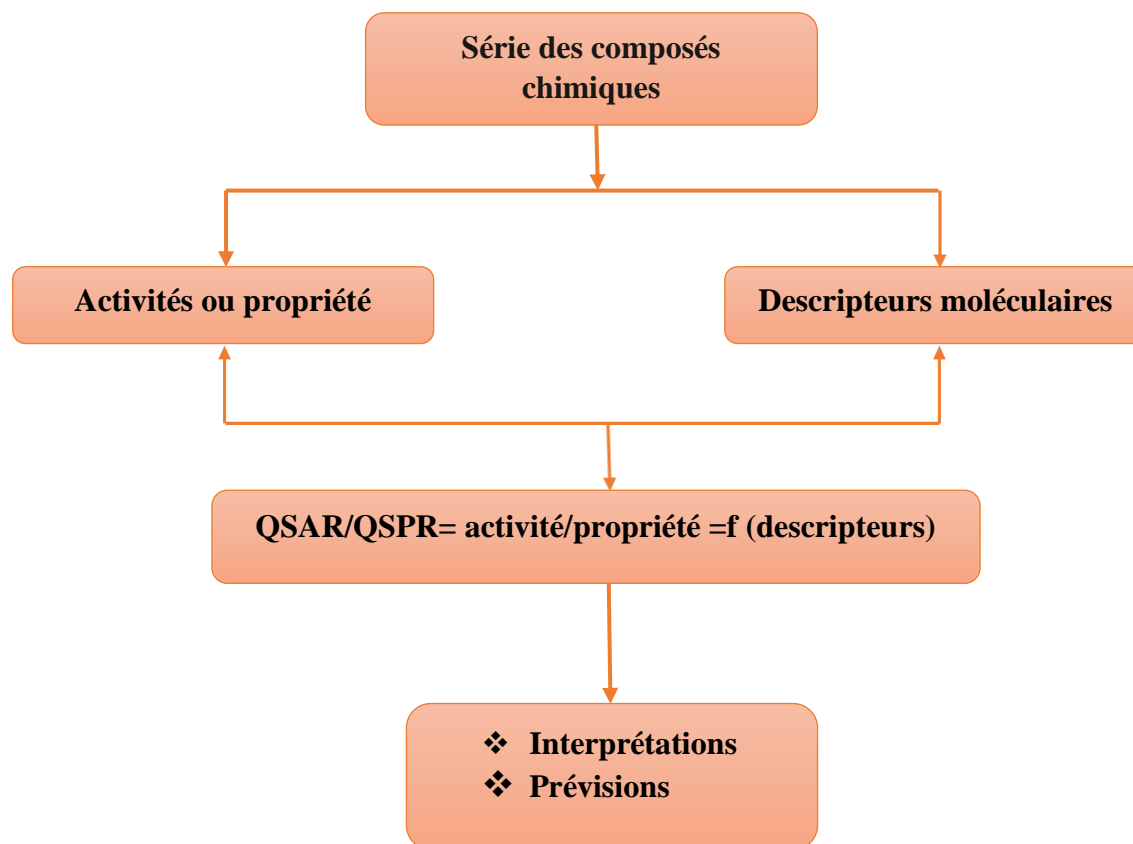 Série des composés
chimiques
Activités ou propriété
Descripteurs moléculaires
QSAR/QSPR= activité/propriété =f (descripteurs)
❖ Interprétations
❖ Prévisions